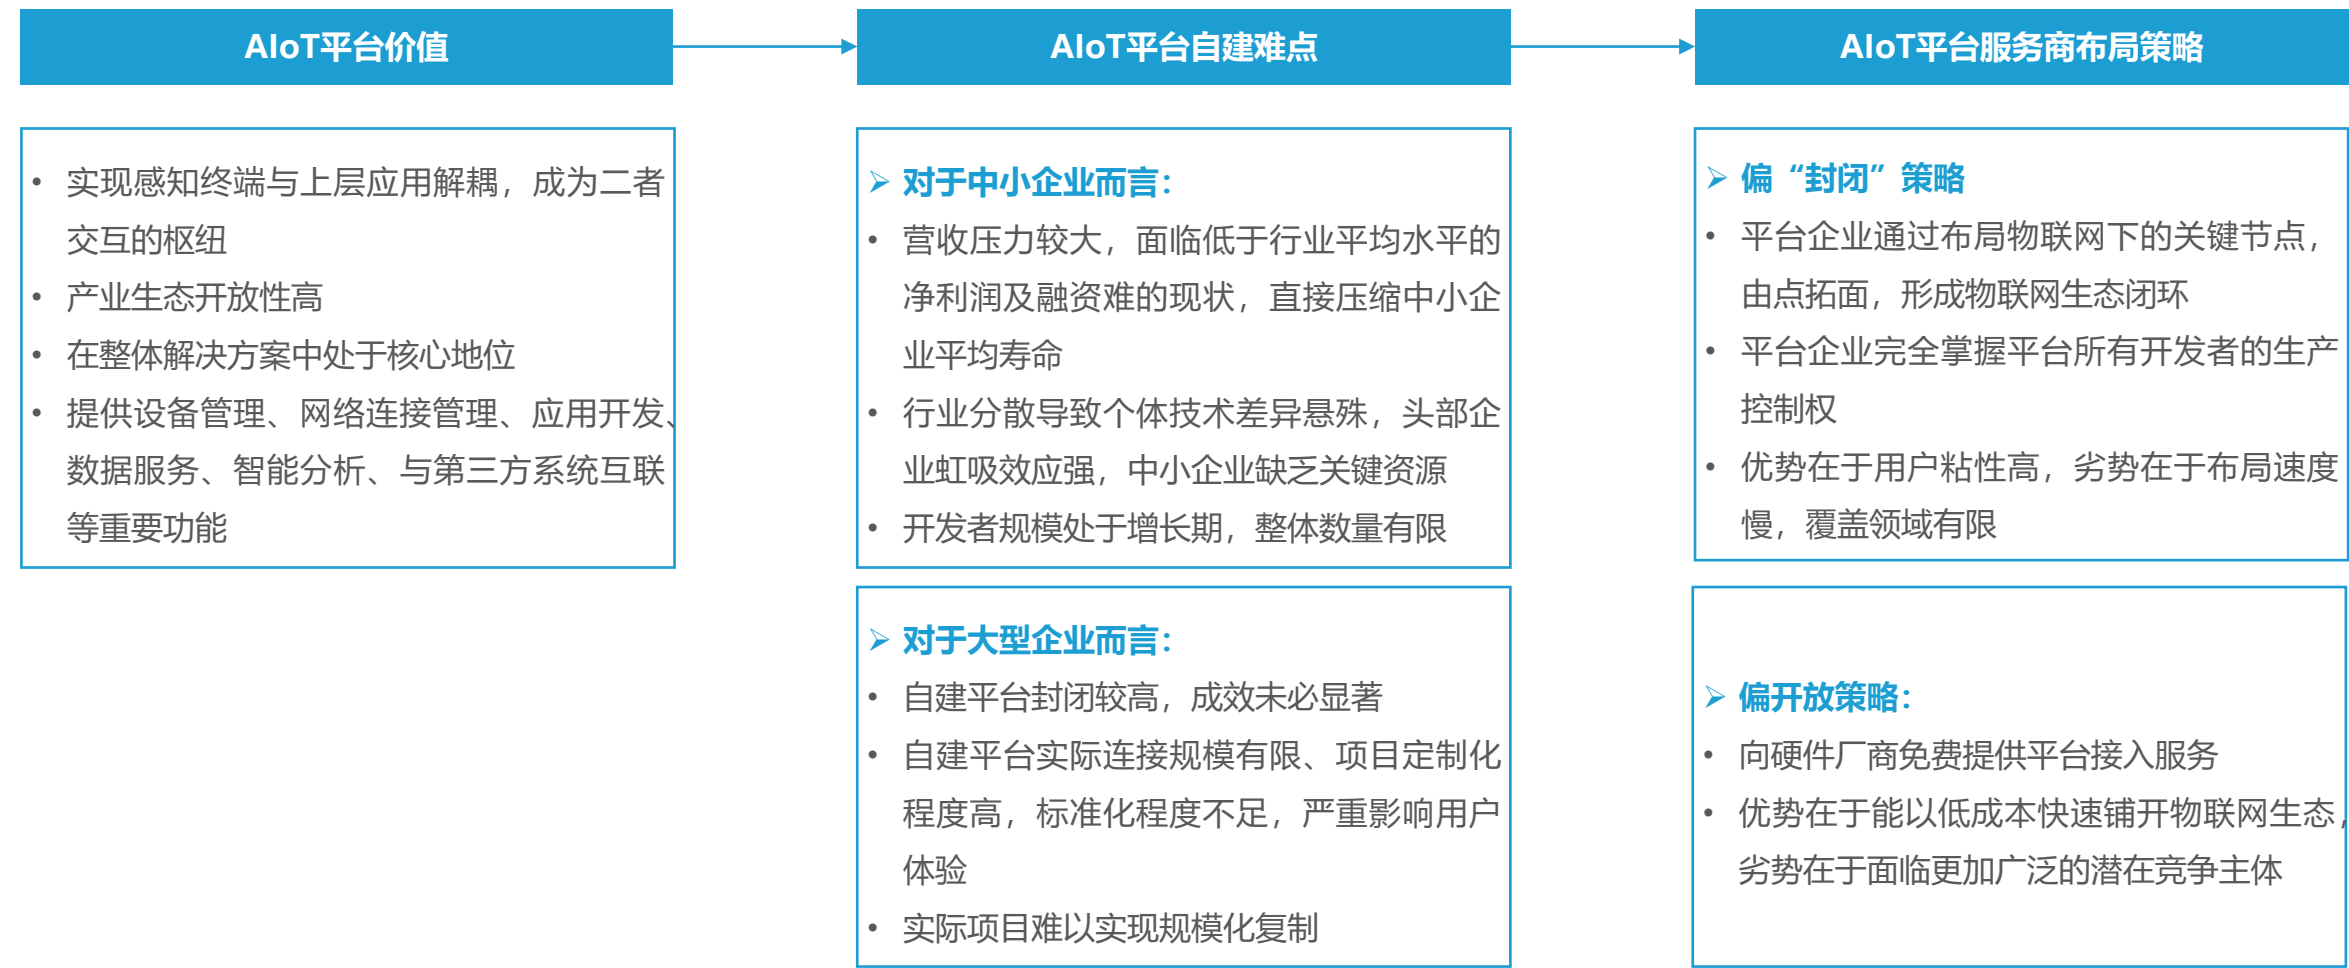 AIoT平台价值
AIoT平台自建难点
AIoT平台服务商布局策略
• 实现感知终端与上层应用解耦，成为二者
交互的枢纽
• 产业生态开放性高
• 在整体解决方案中处于核心地位
• 提供设备管理、网络连接管理、应用开发、
数据服务、智能分析、与第三方系统互联
等重要功能
➢ 对于中小企业而言：
• 营收压力较大，面临低于行业平均水平的
净利润及融资难的现状，直接压缩中小企
业平均寿命
• 行业分散导致个体技术差异悬殊，头部企
业虹吸效应强，中小企业缺乏关键资源
• 开发者规模处于增长期，整体数量有限
➢ 对于大型企业而言：
• 自建平台封闭较高，成效未必显著
• 自建平台实际连接规模有限、项目定制化
程度高，标准化程度不足，严重影响用户
体验
• 实际项目难以实现规模化复制
➢ 偏“封闭”策略
• 平台企业通过布局物联网下的关键节点，
由点拓面，形成物联网生态闭环
• 平台企业完全掌握平台所有开发者的生产
控制权
• 优势在于用户粘性高，劣势在于布局速度
慢，覆盖领域有限
➢ 偏开放策略：
• 向硬件厂商免费提供平台接入服务
• 优势在于能以低成本快速铺开物联网生态，
劣势在于面临更加广泛的潜在竞争主体